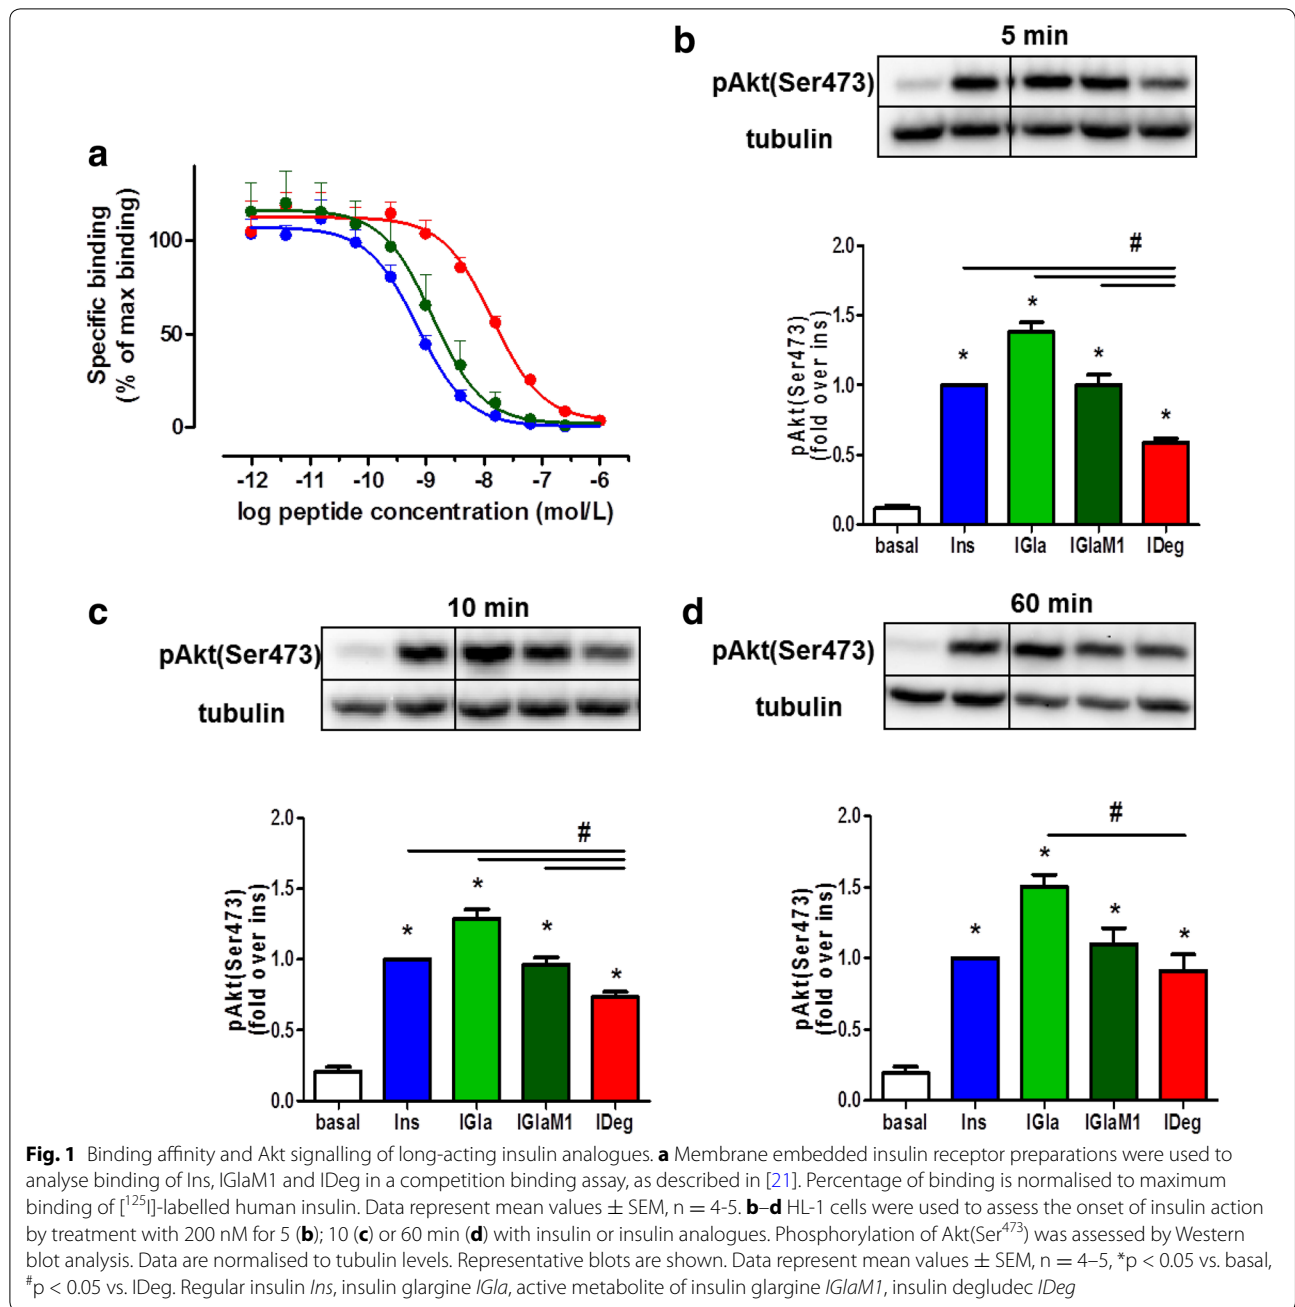 a
Specific binding
(% of max binding)
100
50
0
-12 -11 -10 -9 -8 -7 -6
log peptide concentration (mol/L)
b
5 min
pAkt(Ser473)
tubulin
pAkt(Ser473)
(fold over ins)
2.0
1.5
1.0
0.5
0.0
#
* * * *
basal Ins IGla IGlaM1 IDeg
c
10 min
pAkt(Ser473)
tubulin
pAkt(Ser473)
(fold over ins)
2.0
1.5
1.0
0.5
0.0
#
* * * *
basal Ins IGla IGlaM1 IDeg
d
60 min
pAkt(Ser473)
tubulin
pAkt(Ser473)
(fold over ins)
2.0
1.5
1.0
0.5
0.0
#
* * * *
basal Ins IGla IGlaM1 IDeg
Fig. 1 Binding affinity and Akt signalling of long-acting insulin analogues. a Membrane embedded insulin receptor preparations were used to
analyse binding of Ins, IGlaM1 and IDeg in a competition binding assay, as described in [21]. Percentage of binding is normalised to maximum
binding of [¹²⁵I]-labelled human insulin. Data represent mean values ± SEM, n = 4-5. b–d HL-1 cells were used to assess the onset of insulin action
by treatment with 200 nM for 5 (b); 10 (c) or 60 min (d) with insulin or insulin analogues. Phosphorylation of Akt(Ser⁴⁷³) was assessed by Western
blot analysis. Data are normalised to tubulin levels. Representative blots are shown. Data represent mean values ± SEM, n = 4–5, *p < 0.05 vs. basal,
#p < 0.05 vs. IDeg. Regular insulin Ins, insulin glargine IGla, active metabolite of insulin glargine IGlaM1, insulin degludec IDeg